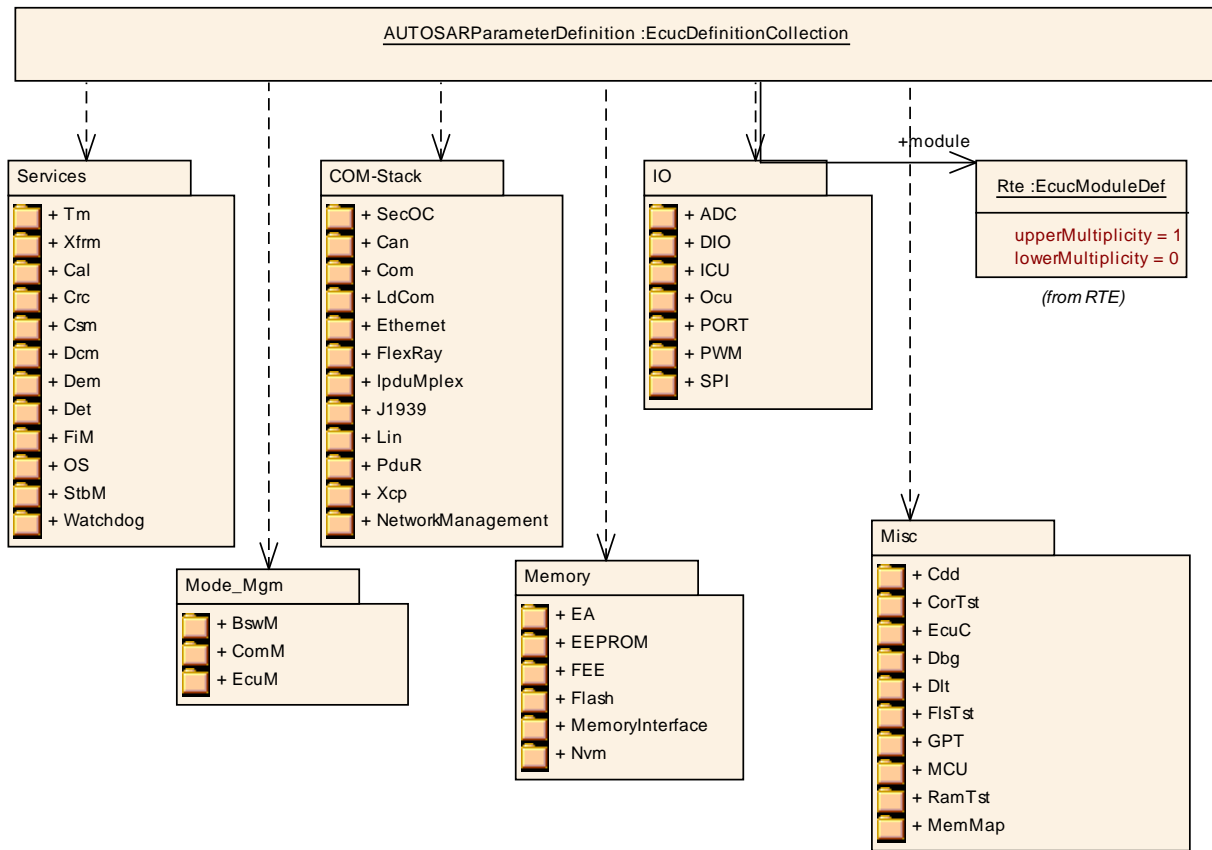 AUTOSARParameterDefinition :EcucDefinitionCollection
+module
Services
+ Tm
+ Xfrm
+ Cal
+ Crc
+ Csm
+ Dcm
+ Dem
+ Det
+ FiM
+ OS
+ StbM
+ Watchdog
COM-Stack
+ SecOC
+ Can
+ Com
+ LdCom
+ Ethernet
+ FlexRay
+ IpduMplex
+ J1939
+ Lin
+ PduR
+ Xcp
+ NetworkManagement
IO
+ ADC
+ DIO
+ ICU
+ Ocu
+ PORT
+ PWM
+ SPI
Rte :EcucModuleDef
upperMultiplicity = 1
lowerMultiplicity = 0
(from RTE)
Mode_Mgm
+ BswM
+ ComM
+ EcuM
Memory
+ EA
+ EEPROM
+ FEE
+ Flash
+ MemoryInterface
+ Nvm
Misc
+ Cdd
+ CorTst
+ EcuC
+ Dbg
+ Dlt
+ FlsTst
+ GPT
+ MCU
+ RamTst
+ MemMap